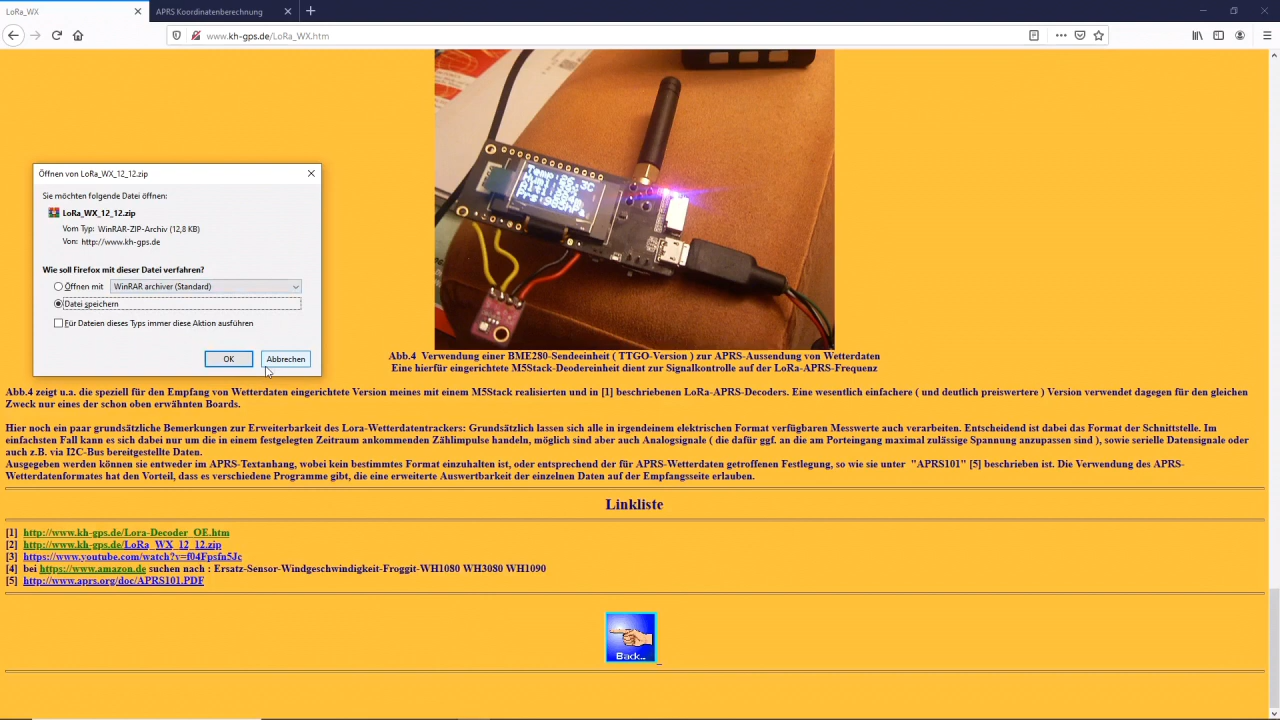 LoRa_WX
APRS Koordinatenberechnung
www.kh-gps.de/LoRa_WX.htm
Öffnen von LoRa_WX_12_12.zip
Sie möchten folgende Datei öffnen:
LoRa_WX_12_12.zip
Vom Typ: WinRAR-ZIP-Archiv (12,8 KB)
Von: http://www.kh-gps.de
Wie soll Firefox mit dieser Datei verfahren?
Öffnen mit WinRAR archiver (Standard)
Datei speichern
Für Dateien dieses Typs immer diese Aktion ausführen
OK Abbrechen
Abb.4 Verwendung einer BME280-Sendeeinheit ( TTGO-Version ) zur APRS-Aussendung von Wetterdaten
Eine hierfür eingerichtete M5Stack-Deodereinheit dient zur Signalkontrolle auf der LoRa-APRS-Frequenz
Abb.4 zeigt u.a. die speziell für den Empfang von Wetterdaten eingerichtete Version meines mit einem M5Stack realisierten und in [1] beschriebenen LoRa-APRS-Decoders. Eine wesentlich einfachere ( und deutlich preiswertere ) Version verwendet dagegen für den gleichen
Zweck nur eines der schon oben erwähnten Boards.
Hier noch ein paar grundsätzliche Bemerkungen zur Erweiterbarkeit des Lora-Wetterdatentrackers: Grundsätzlich lassen sich alle in irgendeinem elektrischen Format verfügbaren Messwerte auch verarbeiten. Entscheidend ist dabei das Format der Schnittstelle. Im
einfachsten Fall kann es sich dabei nur um die in einem festgelegten Zeitraum ankommenden Zählimpulse handeln, möglich sind aber auch Analogsignale ( die dafür ggf. an die am Porteingang maximal zulässige Spannung anzupassen sind ), sowie serielle Datensignale oder
auch z.B. via I2C-Bus bereitgestellte Daten.
Ausgegeben werden können sie entweder im APRS-Textanhang, wobei kein bestimmtes Format einzuhalten ist, oder entsprechend der für APRS-Wetterdaten getroffenen Festlegung, so wie sie unter "APRS101" [5] beschrieben ist. Die Verwendung des APRS-
Wetterdatenformates hat den Vorteil, dass es verschiedene Programme gibt, die eine erweiterte Auswertbarkeit der einzelnen Daten auf der Empfangsseite erlauben.
Linkliste
[1] http://www.kh-gps.de/Lora-Decoder_OE.htm
[2] http://www.kh-gps.de/LoRa_WX_12_12.zip
[3] https://www.youtube.com/watch?v=f04Fpsfn5Jc
[4] bei https://www.amazon.de suchen nach : Ersatz-Sensor-Windgeschwindigkeit-Froggit-WH1080 WH3080 WH1090
[5] http://www.aprs.org/doc/APRS101.PDF
Back...